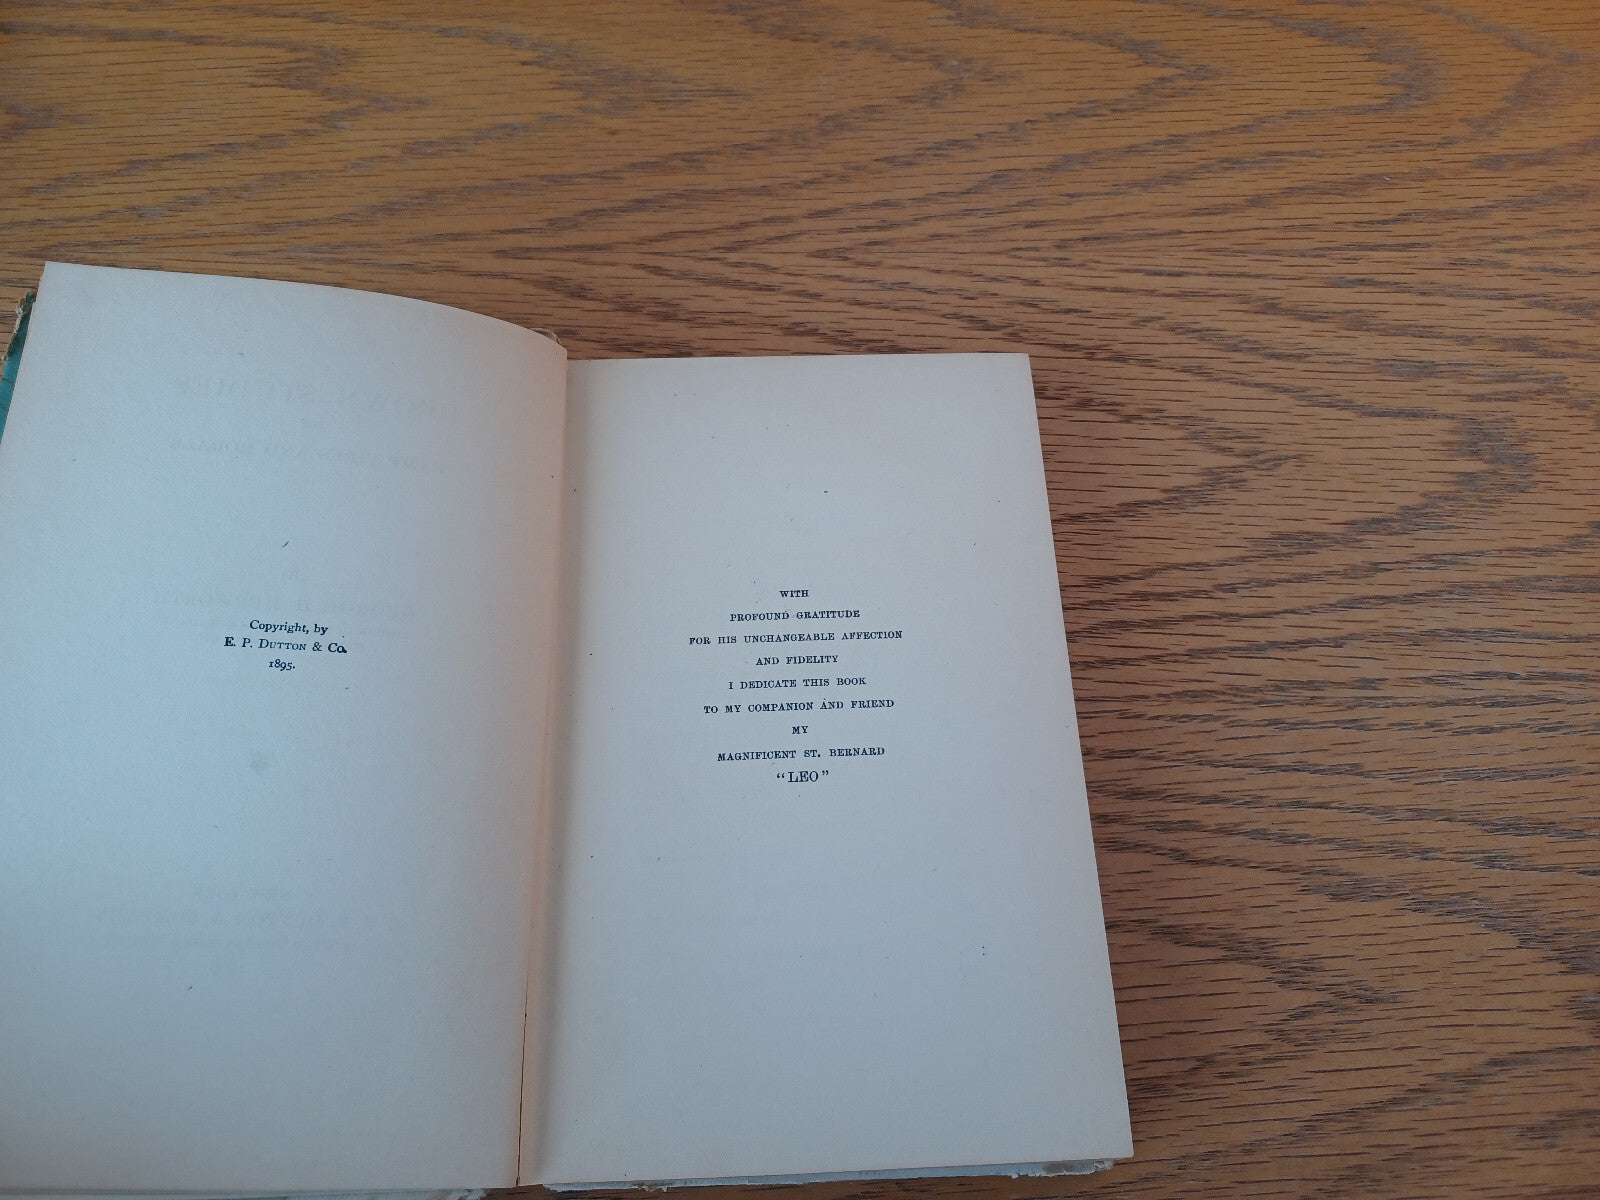 Copyright, by
E. P. DUTTON & Co.
1895.
WITH
PROFOUND GRATITUDE
FOR HIS UNCHANGEABLE AFFECTION
AND FIDELITY
I DEDICATE THIS BOOK
TO MY COMPANION AND FRIEND
MY
MAGNIFICENT ST. BERNARD
“LEO”